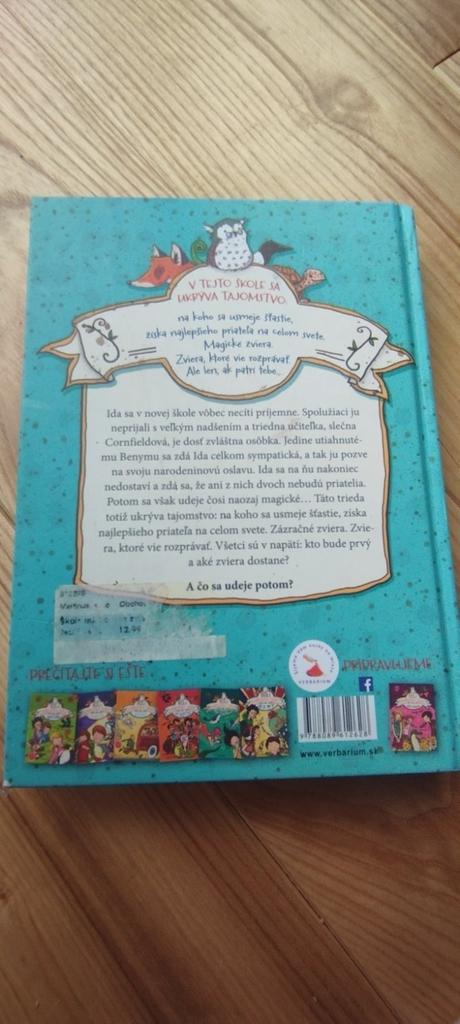 V TEJTO ŠKOLE SA
UKRÝVA TAJOMSTVO:
na koho sa usmeje šťastie,
získa najlepšieho priateľa na celom svete.
Magické zviera.
Zviera, ktoré vie rozprávať.
Ale len, ak patrí tebe...
Ida sa v novej škole vôbec necíti príjemne. Spolužiaci ju
neprijali s veľkým nadšením a triedna učiteľka, slečna
Cornfieldová, je dosť zvláštna osôbka. Jedine utiahnuté-
mu Benymu sa zdá Ida celkom sympatická, a tak ju pozve
na svoju narodeninovú oslavu. Ida sa na ňu nakoniec
nedostaví a zdá sa, že ani z nich dvoch nebudú priatelia.
Potom sa však udeje čosi naozaj magické... Táto trieda
totiž ukrýva tajomstvo: na koho sa usmeje šťastie, získa
najlepšieho priateľa na celom svete. Zázračné zviera. Zvie-
ra, ktoré vie rozprávať. Všetci sú v napätí: kto bude prvý
a aké zviera dostane?
A čo sa udeje potom?
Martinus
12,99
PREČÍTAJTE SI EŠTE
VERBARIUM
PRIPRAVUJEME
9 788089 612628
www.verbarium.sk